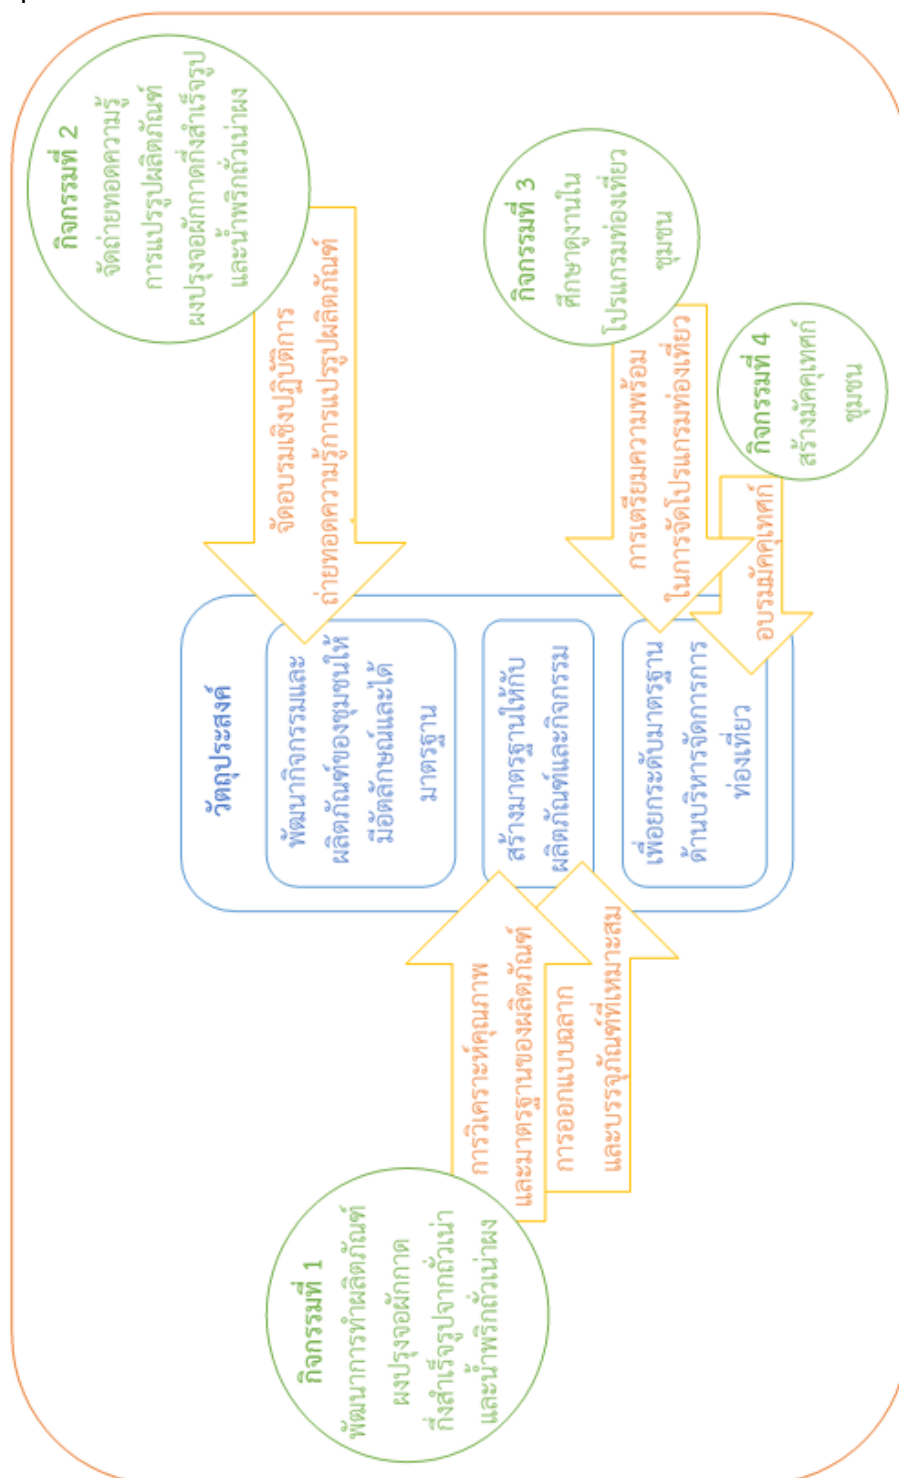 กิจกรรมที่ 1
พัฒนาการทำผลิตภัณฑ์
ผงปรุงจอผักกาด
กึ่งสำเร็จรูปจากถั่วเน่า
และน้ำพริกถั่วเน่าผง
การวิเคราะห์คุณภาพ
และมาตรฐานของผลิตภัณฑ์
การออกแบบฉลาก
และบรรจุภัณฑ์ที่เหมาะสม
วัตถุประสงค์
พัฒนากิจกรรมและ
ผลิตภัณฑ์ของชุมชนให้
มีอัตลักษณ์และได้
มาตรฐาน
สร้างมาตรฐานให้กับ
ผลิตภัณฑ์และกิจกรรม
เพื่อยกระดับมาตรฐาน
ด้านบริหารจัดการการ
ท่องเที่ยว
จัดอบรมเชิงปฏิบัติการ
ถ่ายทอดความรู้การแปรรูปผลิตภัณฑ์
กิจกรรมที่ 2
จัดถ่ายทอดความรู้
การแปรรูปผลิตภัณฑ์
ผงปรุงจอผักกาดกึ่งสำเร็จรูป
และน้ำพริกถั่วเน่าผง
การเตรียมความพร้อม
ในการจัดโปรแกรมท่องเที่ยว
กิจกรรมที่ 3
ศึกษาดูงานใน
โปรแกรมท่องเที่ยว
ชุมชน
อบรมมัคคุเทศก์
กิจกรรมที่ 4
สร้างมัคคุเทศก์
ชุมชน